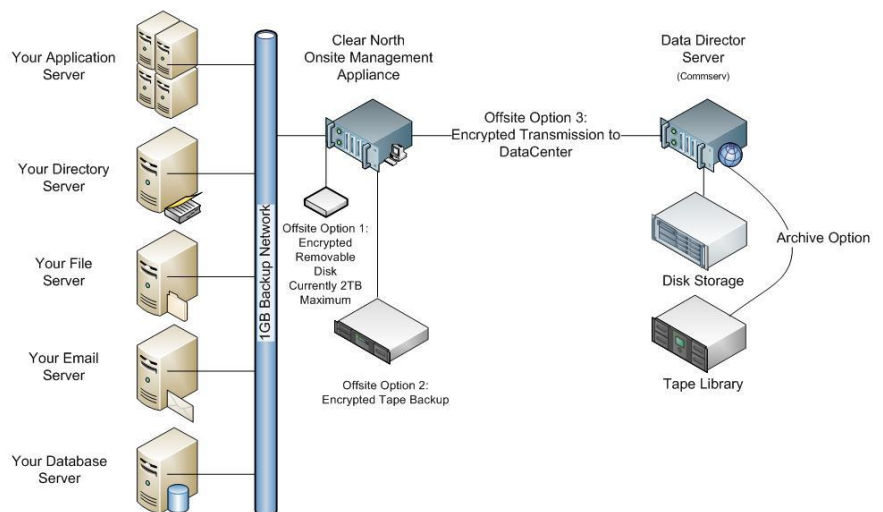 Your Application
Server
Your Directory
Server
Your File
Server
Your Email
Server
Your Database
Server
1GB Backup Network
Clear North
Onsite Management
Appliance
Offsite Option 1:
Encrypted
Removable
Disk
Currently 2TB
Maximum
Offsite Option 2:
Encrypted Tape Backup
Offsite Option 3:
Encrypted Transmission to
DataCenter
Data Director
Server
(Commserv)
Disk Storage
Archive Option
Tape Library